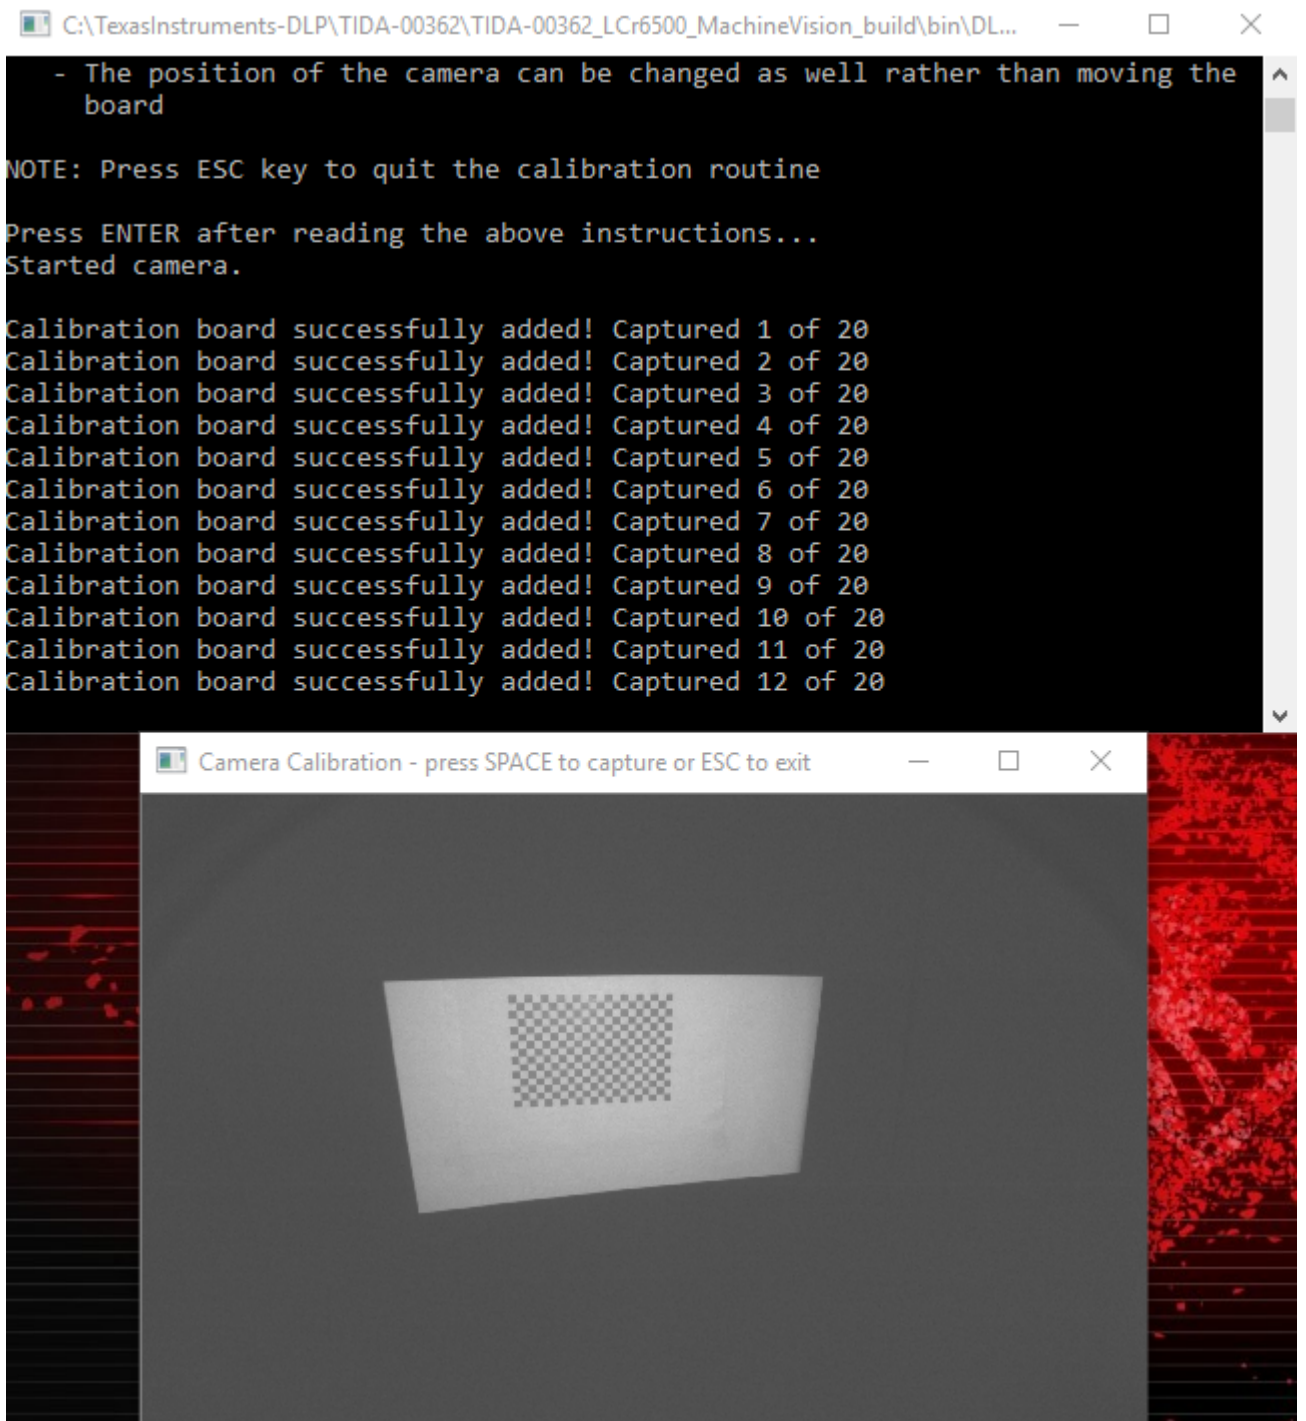 C:\TexasInstruments-DLP\TIDA-00362\TIDA-00362_LCr6500_MachineVision_build\bin\DL...
- The position of the camera can be changed as well rather than moving the
board
NOTE: Press ESC key to quit the calibration routine
Press ENTER after reading the above instructions...
Started camera.
Calibration board successfully added! Captured 1 of 20
Calibration board successfully added! Captured 2 of 20
Calibration board successfully added! Captured 3 of 20
Calibration board successfully added! Captured 4 of 20
Calibration board successfully added! Captured 5 of 20
Calibration board successfully added! Captured 6 of 20
Calibration board successfully added! Captured 7 of 20
Calibration board successfully added! Captured 8 of 20
Calibration board successfully added! Captured 9 of 20
Calibration board successfully added! Captured 10 of 20
Calibration board successfully added! Captured 11 of 20
Calibration board successfully added! Captured 12 of 20
Camera Calibration - press SPACE to capture or ESC to exit